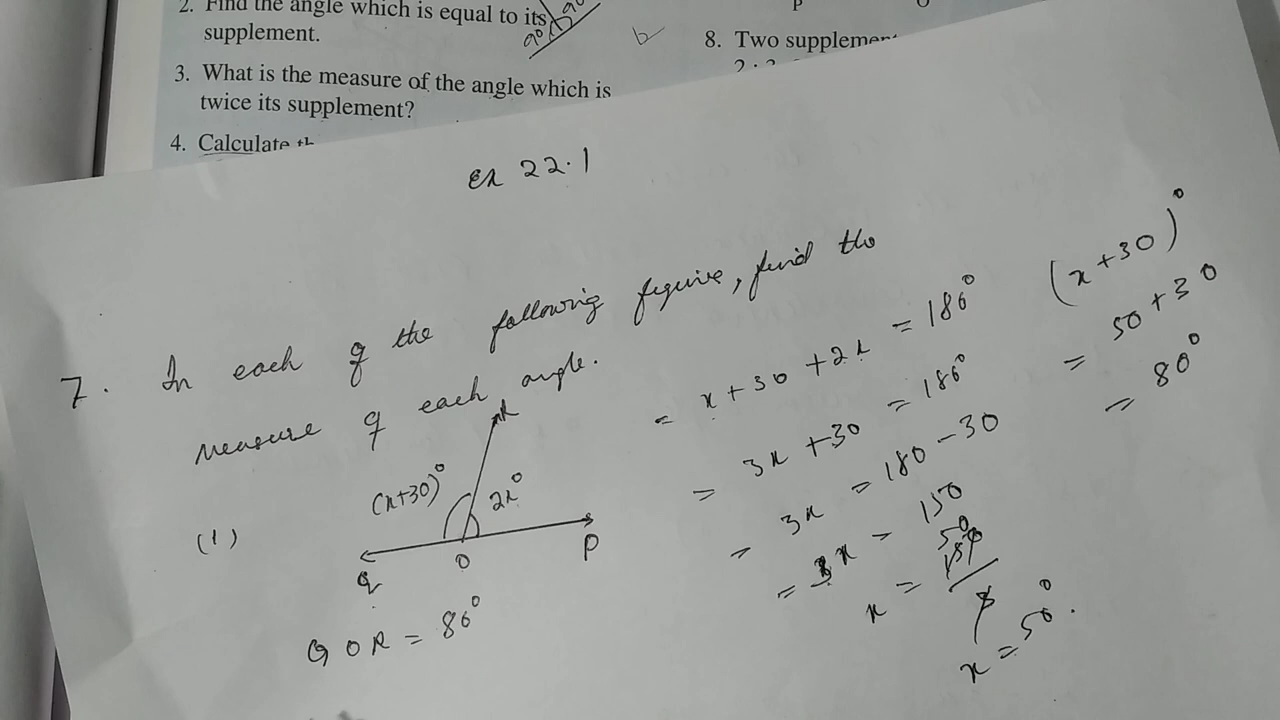 2. Find the angle which is equal to its
supplement.
3. What is the measure of the angle which is
twice its supplement?
4. Calculate
8. Two supplemen
Ex 22.1
7. In each of the following figure, find the
measure of each angle.
(1)
(x+30)°
2x°
R
Q
O
P
QOR = 80°
= x+30+2x = 180°
= 3x+30 = 180°
= 3x = 180-30
= 3x = 150
x = 150/3
50
x = 50°.
(x+30)°
= 50+30
= 80°